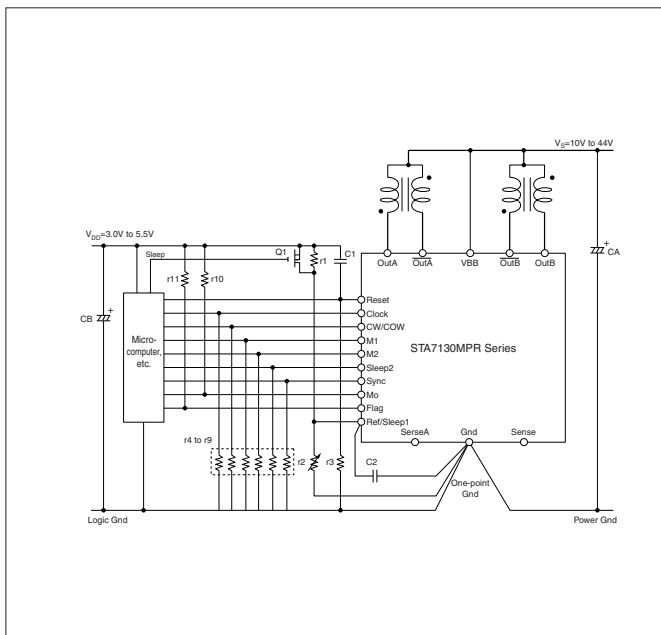 VS=10V to 44V
CA
+
OutA OutA VBB OutB OutB
VDD=3.0V to 5.5V
Sleep
Q1
r1
C1
r11
r10
CB
+
Micro-
computer,
etc.
Reset
Clock
CW/COW
M1
M2
Sleep2
Sync
Mo
Flag
Ref/Sleep1
STA7130MPR Series
SerseA
Gnd
Sense
r4 to r9
r2
r3
C2
One-point
Gnd
Logic Gnd
Power Gnd